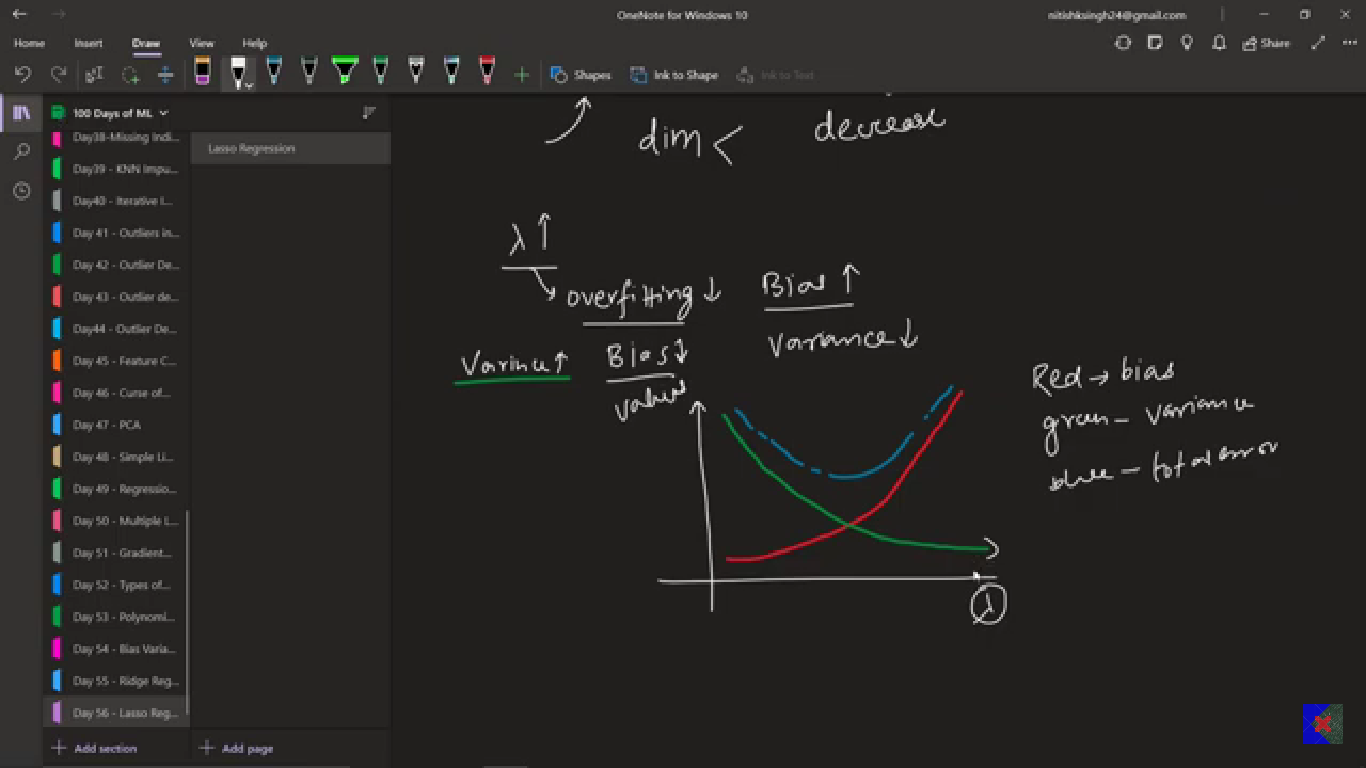 OneNote for Windows 10
nitishksingh24@gmail.com
Home Insert Draw View Help
Share
Shapes Ink to Shape Ink to Text
100 Days of ML
Day38-Missing Indi...
Day39 - KNN Impu...
Day40 - Iterative I...
Day 41 - Outliers in...
Day 42 - Outlier De...
Day 43 - Outlier de...
Day44 - Outlier De...
Day 45 - Feature C...
Day 46 - Curse of...
Day 47 - PCA
Day 48 - Simple Li...
Day 49 - Regressio...
Day 50 - Multiple L...
Day 51 - Gradient...
Day 52 - Types of...
Day 53 - Polynomi...
Day 54 - Bias Varia...
Day 55 - Ridge Reg...
Day 56 - Lasso Reg...
Add section
Lasso Regression
Add page
dim < decrease
λ↑
overfitting ↓ Bias ↑
variance ↓
Varince ↑ Bias ↓
values
Red → bias
green - variance
blue - total error
λ